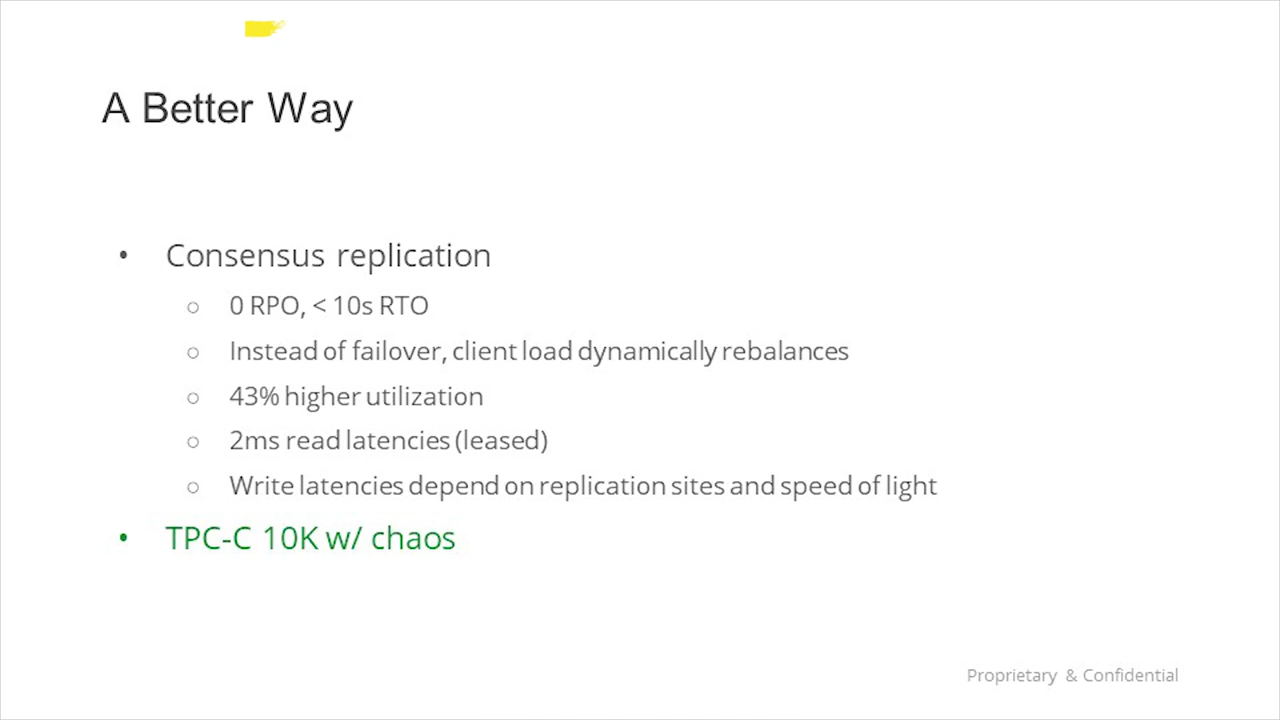 A Better Way
• Consensus replication
○ 0 RPO, < 10s RTO
○ Instead of failover, client load dynamically rebalances
○ 43% higher utilization
○ 2ms read latencies (leased)
○ Write latencies depend on replication sites and speed of light
• TPC-C 10K w/ chaos
Proprietary & Confidential